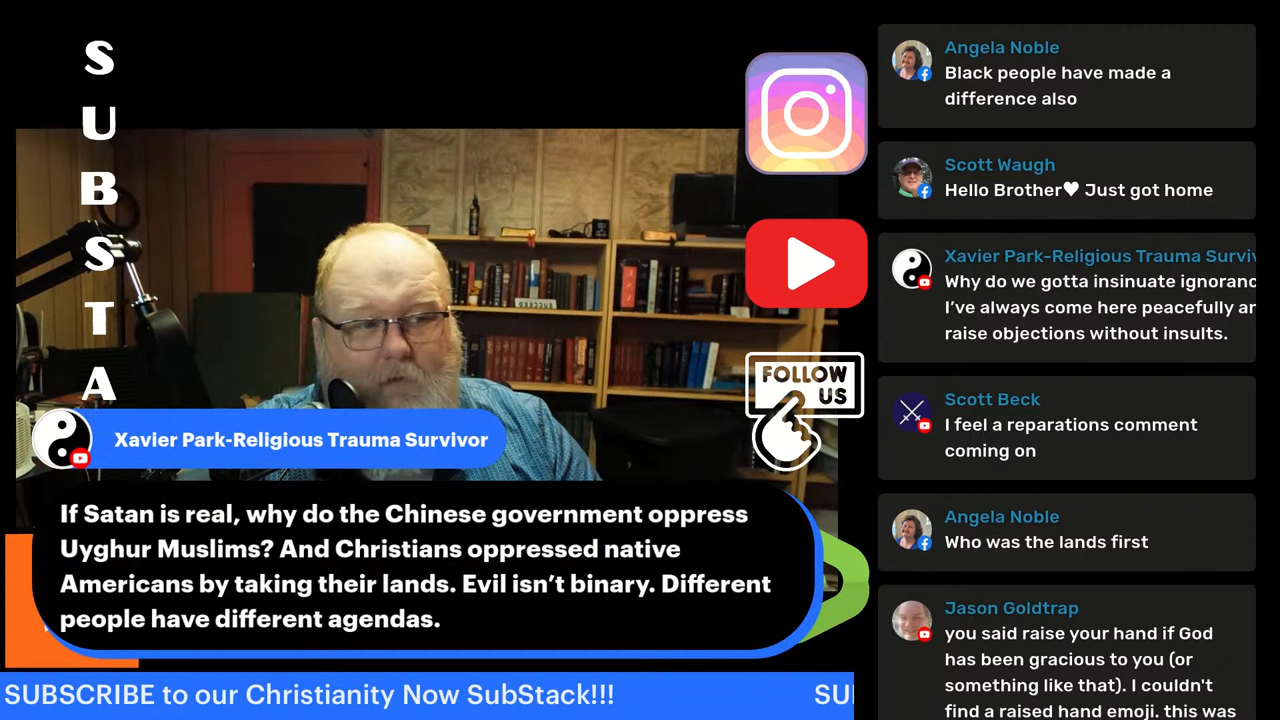 S
U
B
S
T
A
FOLLOW
US
SUCCEED
Xavier Park-Religious Trauma Survivor
If Satan is real, why do the Chinese government oppress
Uyghur Muslims? And Christians oppressed native
Americans by taking their lands. Evil isn’t binary. Different
people have different agendas.
SUBSCRIBE to our Christianity Now SubStack!!!
SU
Angela Noble
Black people have made a
difference also
Scott Waugh
Hello Brother♥ Just got home
Xavier Park-Religious Trauma Surviv
Why do we gotta insinuate ignoranc
I’ve always come here peacefully an
raise objections without insults.
Scott Beck
I feel a reparations comment
coming on
Angela Noble
Who was the lands first
Jason Goldtrap
you said raise your hand if God
has been gracious to you (or
something like that). I couldn't
find a raised hand emoji. this was